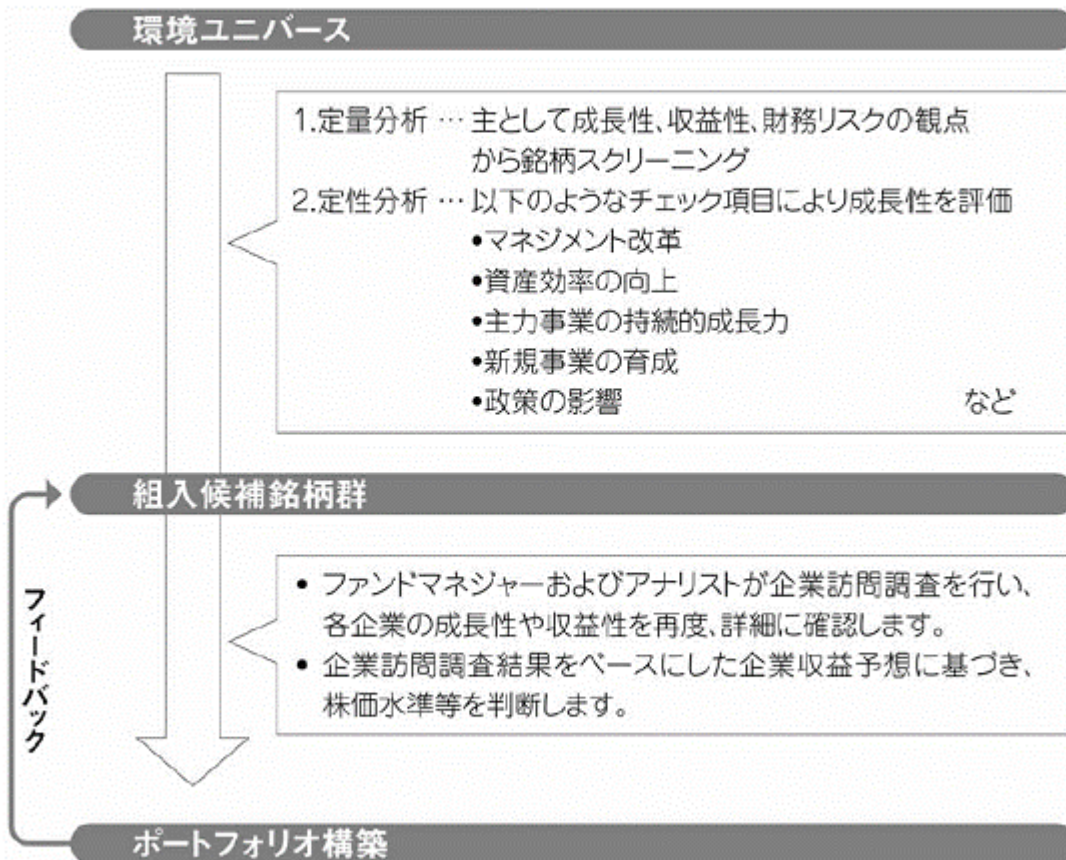 環境ユニバース
1.定量分析 … 主として成長性、収益性、財務リスクの観点
から銘柄スクリーニング
2.定性分析 … 以下のようなチェック項目により成長性を評価
•マネジメント改革
•資産効率の向上
•主力事業の持続的成長力
•新規事業の育成
•政策の影響 など
組入候補銘柄群
• ファンドマネジャーおよびアナリストが企業訪問調査を行い、
各企業の成長性や収益性を再度、詳細に確認します。
• 企業訪問調査結果をベースにした企業収益予想に基づき、
株価水準等を判断します。
フィードバック
ポートフォリオ構築